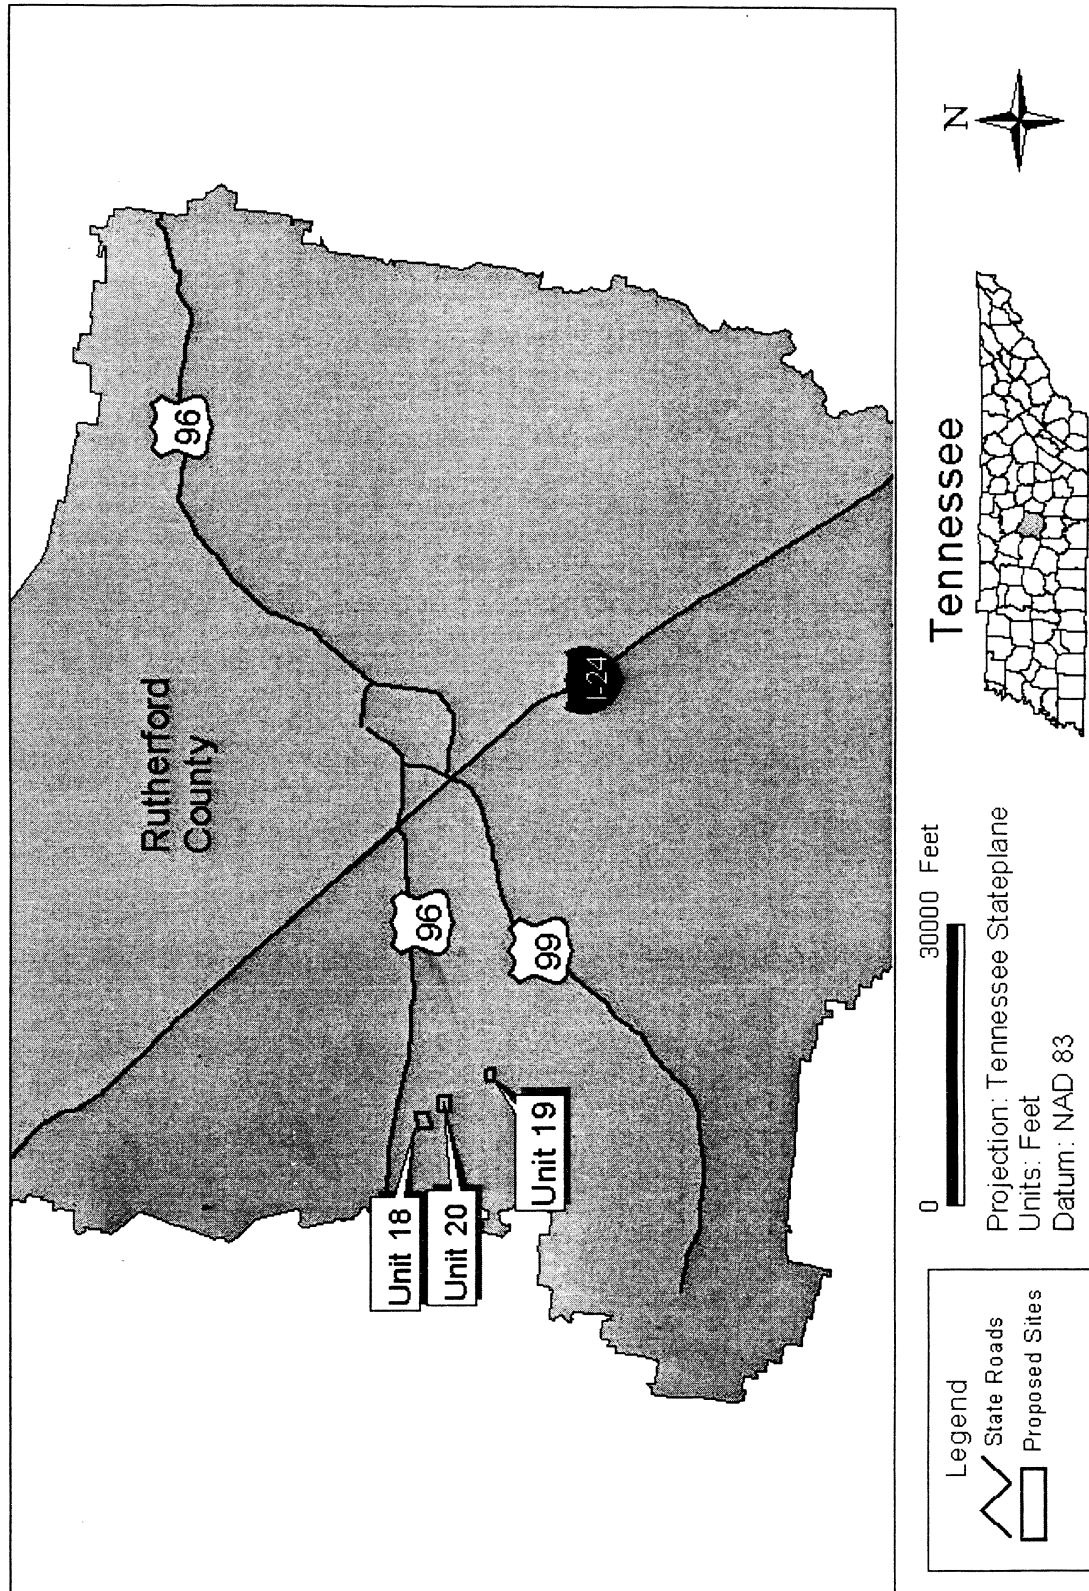 Rutherford
County
96
96
99
I-24
Unit 18
Unit 20
Unit 19
Legend
State Roads
Proposed Sites
0 30000 Feet
Projection: Tennessee Stateplane
Units: Feet
Datum: NAD 83
Tennessee
N